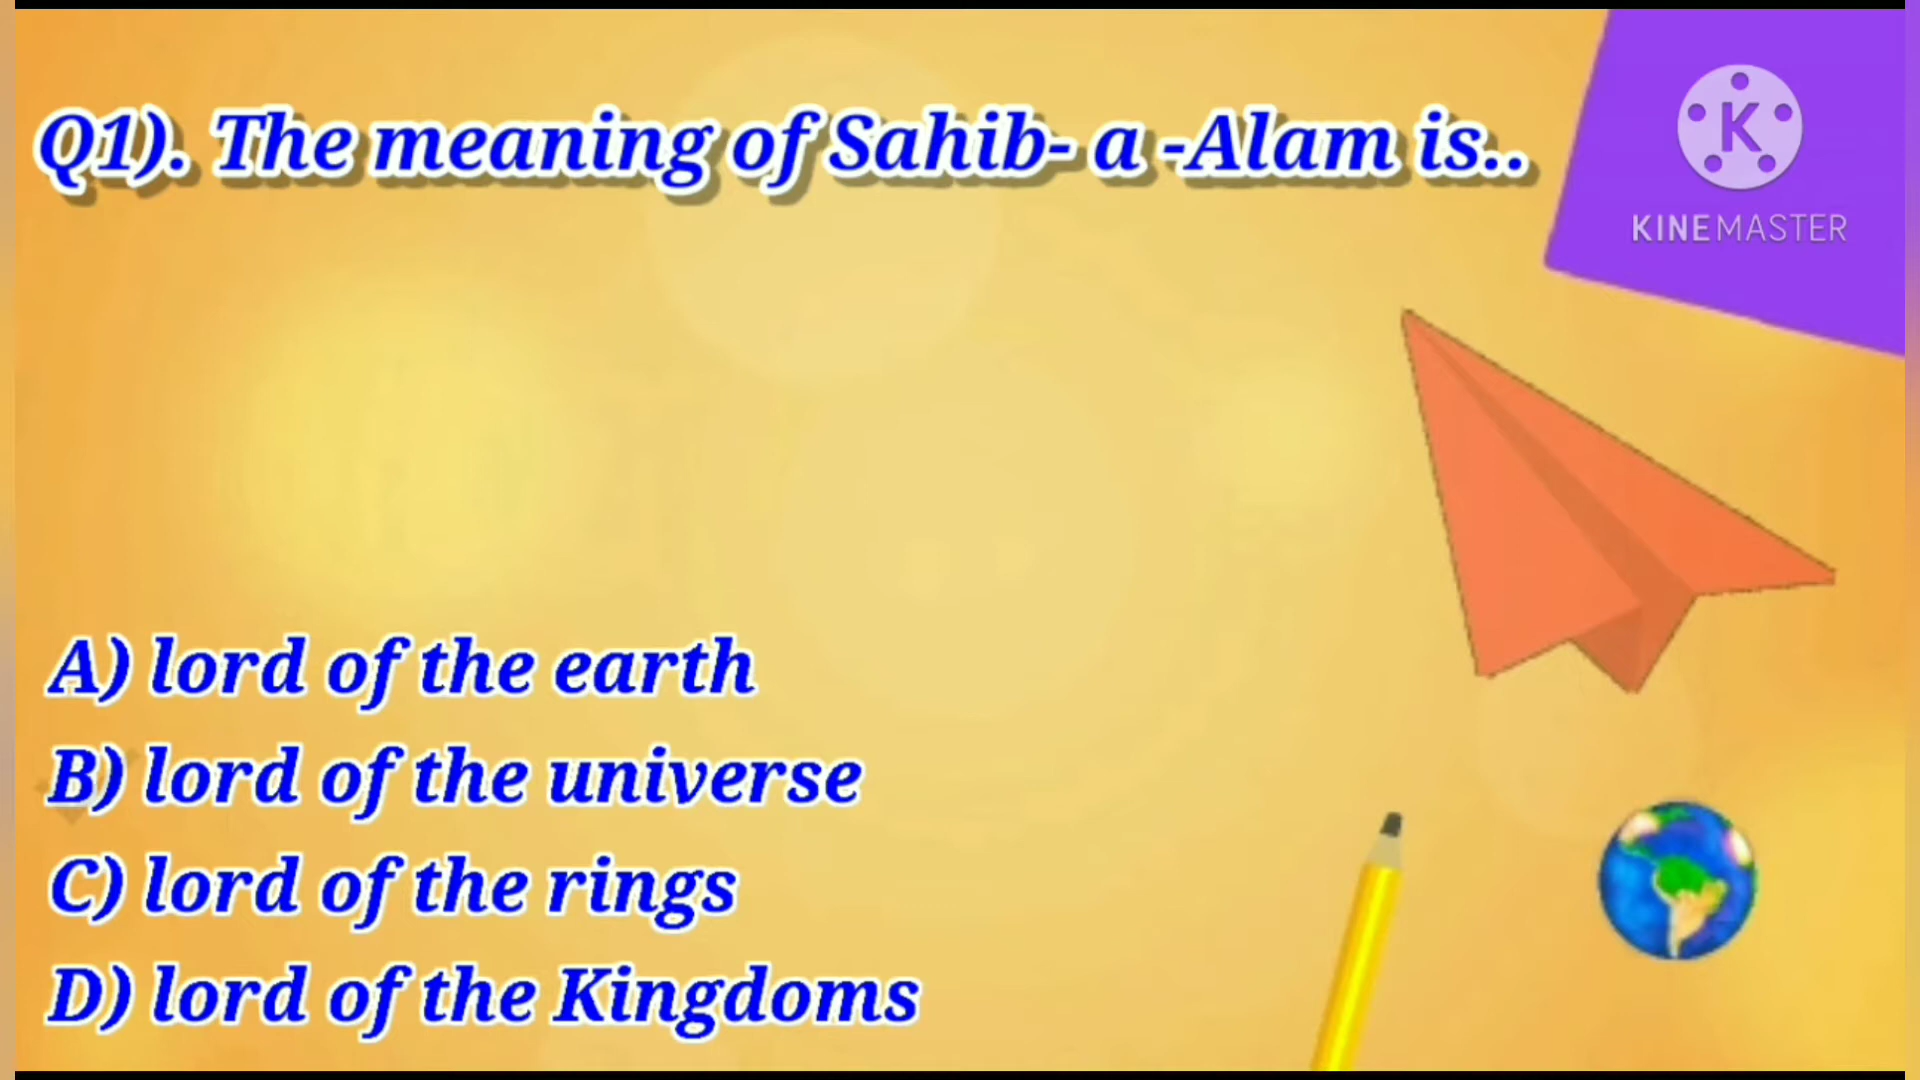 Q1). The meaning of Sahib- a -Alam is..
K
KINEMASTER
A) lord of the earth
B) lord of the universe
C) lord of the rings
D) lord of the Kingdoms